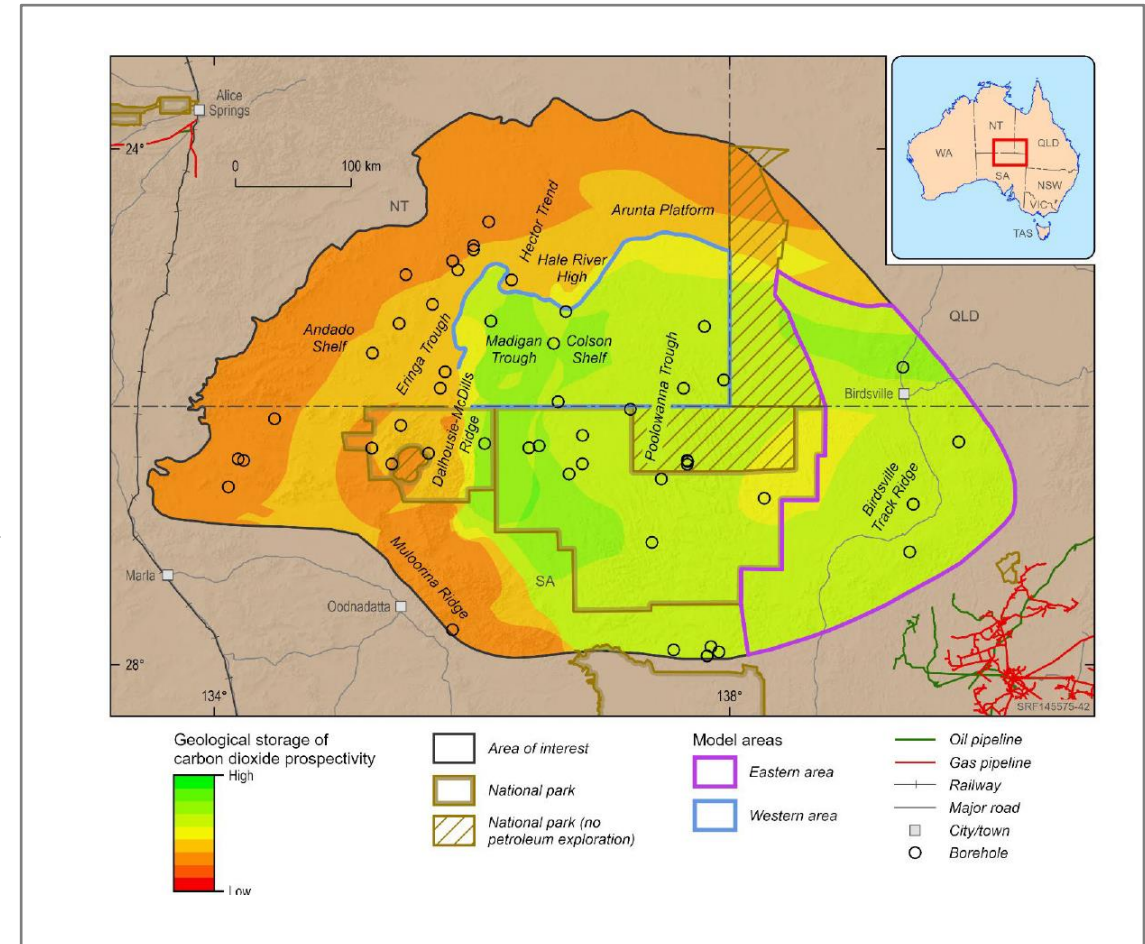 Alice
Springs
24°
0
100 km
NT
NT
QLD
WA
SA
NSW
VIC
TAS
Hector Trend
Arunta Platform
Hale River
High
Andado
Shelf
Eringa Trough
Madigan
Trough
Colson
Shelf
Poolowanna Trough
QLD
Birdsville
Dalhousie-McDills
Ridge
Birdsville
Track Ridge
Marla
Oodnadatta
Muloorina Ridge
SA
28°
134°
138°
SRF145575-42
Geological storage of
carbon dioxide prospectivity
High
Low
Area of interest
National park
National park (no
petroleum exploration)
Model areas
Eastern area
Western area
Oil pipeline
Gas pipeline
Railway
Major road
City/town
Borehole